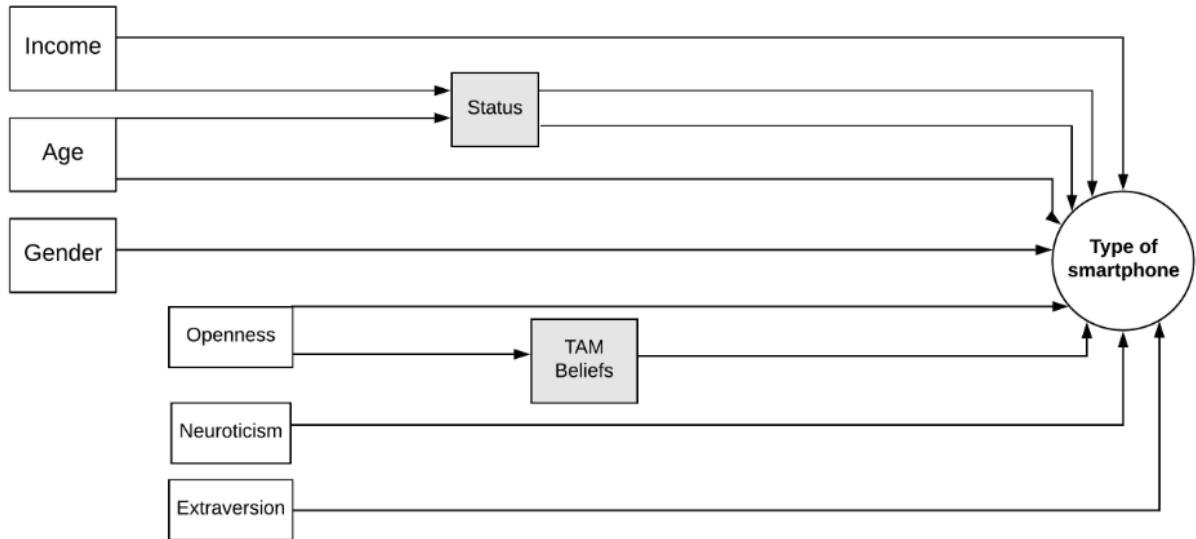 Income
Status
Age
Gender
Type of
smartphone
Openness
TAM
Beliefs
Neuroticism
Extraversion